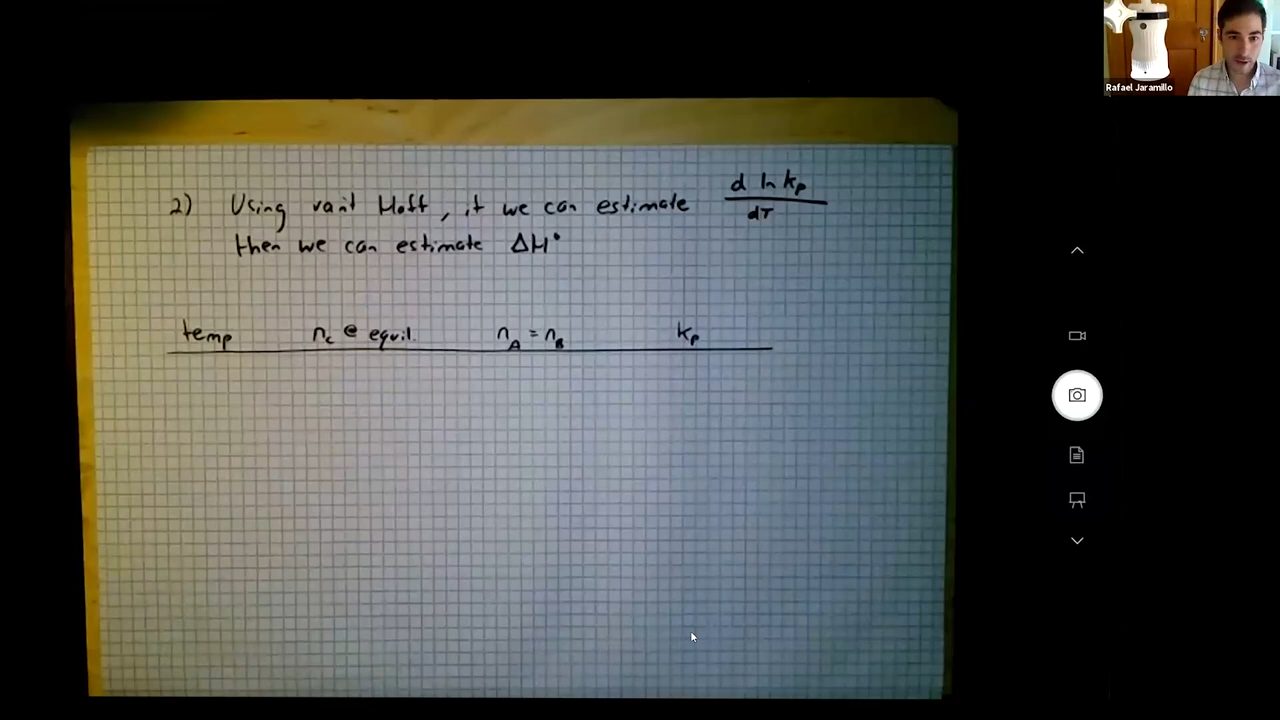 Rafael Jaramillo
2) Using van't Hoff, if we can estimate d ln Kp / dT
then we can estimate ΔH°
temp nc @ equil. nA = nB Kp